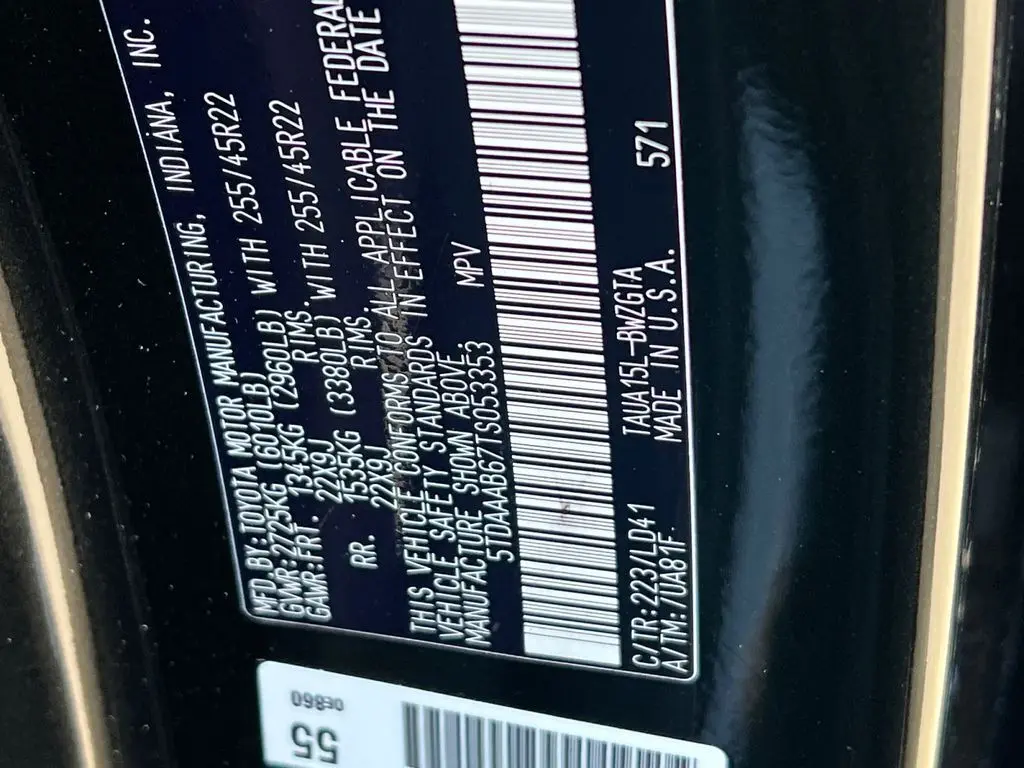 MFD.BY:TOYOTA MOTOR MANUFACTURING, INDIANA, INC.
GVWR:2725KG (6010LB)
GAWR:FRT. 1345KG (2960LB) WITH 255/45R22
22X9J RIMS.
RR. 1535KG (3380LB) WITH 255/45R22
22X9J RIMS.
THIS VEHICLE CONFORMS TO ALL APPLICABLE FEDERAL
VEHICLE SAFETY STANDARDS IN EFFECT ON THE DATE
MANUFACTURE SHOWN ABOVE.
5TDAAAB67TS053353 MPV
C/TR:223/LD41 TAUA15L-BWZGTA
A/TM:7UA81F MADE IN U.S.A. 571
55
0E860